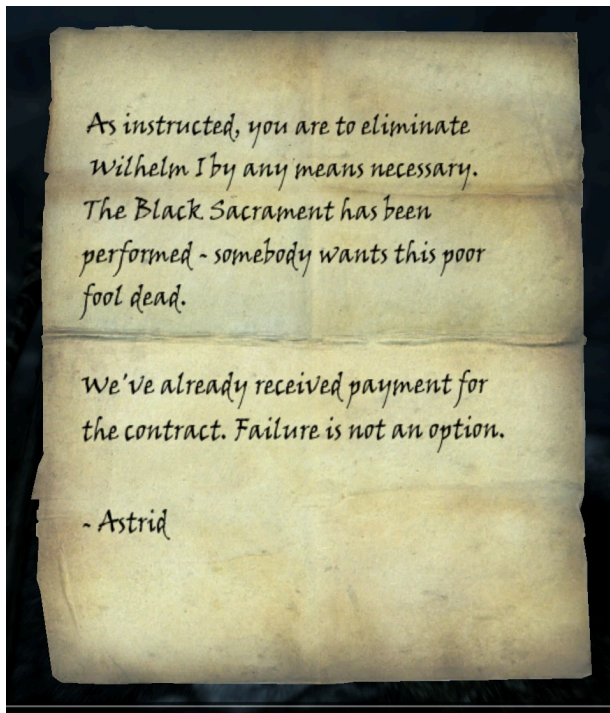 As instructed, you are to eliminate
Wilhelm I by any means necessary.
The Black Sacrament has been
performed - somebody wants this poor
fool dead.
We've already received payment for
the contract. Failure is not an option.
- Astrid